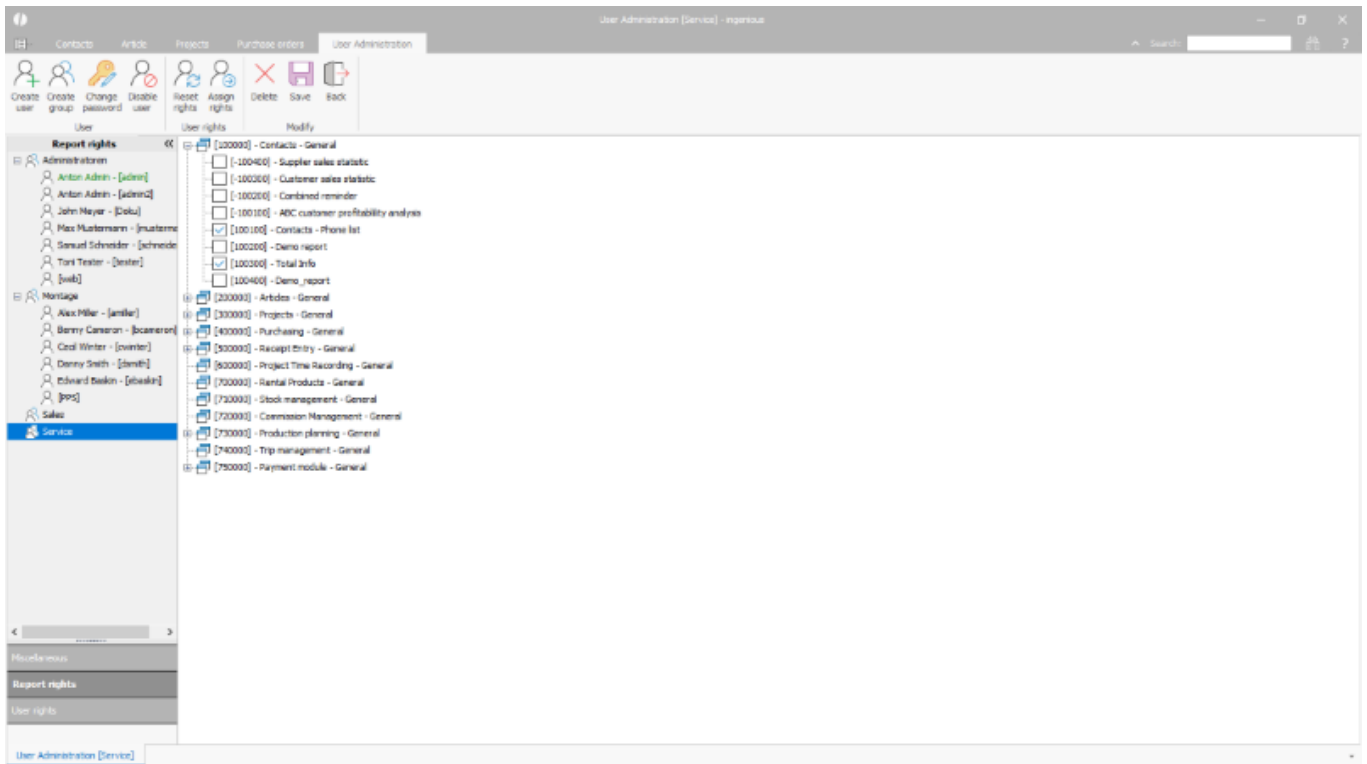 User Administration [Service] - ingenious
Contacts Article Projects Purchase orders User Administration Search:
Create user Create group Change password Disable user Reset rights Assign rights Delete Save Back
User User rights Modify
Report rights
Administratoren
Anton Admin - [admin]
Anton Admin - [admin2]
John Meyer - [Doku]
Max Mustermann - [musterma
Samuel Schneider - [schneide
Toni Tester - [tester]
[web]
Montage
Alex Miller - [amiller]
Benny Cameron - [bcameron]
Cecil Winter - [cwinter]
Danny Smith - [dsmith]
Edward Baskin - [ebaskin]
[PPS]
Sales
Service
[100000] - Contacts - General
[-100400] - Supplier sales statistic
[-100300] - Customer sales statistic
[-100200] - Combined reminder
[-100100] - ABC customer profitability analysis
[100100] - Contacts - Phone list
[100200] - Demo report
[100300] - Total Info
[100400] - Demo_report
[200000] - Articles - General
[300000] - Projects - General
[400000] - Purchasing - General
[500000] - Receipt Entry - General
[600000] - Project Time Recording - General
[700000] - Rental Products - General
[710000] - Stock management - General
[720000] - Commission Management - General
[730000] - Production planning - General
[740000] - Trip management - General
[750000] - Payment module - General
Miscellaneous
Report rights
User rights
User Administration [Service]